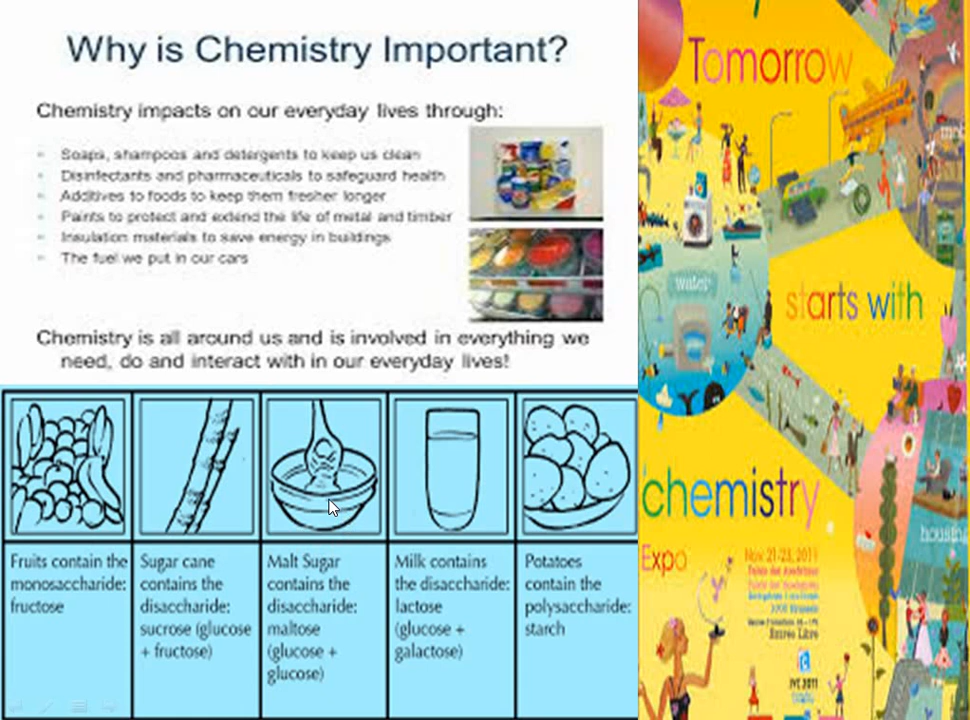 Why is Chemistry Important?
Chemistry impacts on our everyday lives through:
Soaps, shampoos and detergents to keep us clean
Disinfectants and pharmaceuticals to safeguard health
Additives to foods to keep them fresher longer
Paints to protect and extend the life of metal and timber
Insulation materials to save energy in buildings
The fuel we put in our cars
Chemistry is all around us and is involved in everything we
need, do and interact with in our everyday lives!
Fruits contain the
monosaccharide:
fructose
Sugar cane
contains the
disaccharide:
sucrose (glucose
+ fructose)
Malt Sugar
contains the
disaccharide:
maltose
(glucose +
glucose)
Milk contains
the disaccharide:
lactose
(glucose +
galactose)
Potatoes
contain the
polysaccharide:
starch
Tomorrow
water
starts with
chemistry
Expo
Entrée Libre
IYC 2011